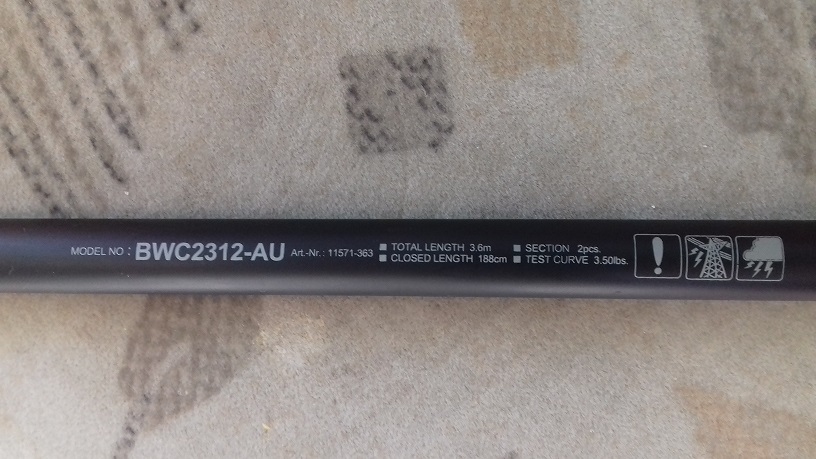 MODEL NO : BWC2312-AU Art.-Nr.: 11571-363
■ TOTAL LENGTH 3.6m ■ SECTION 2pcs.
■ CLOSED LENGTH 188cm ■ TEST CURVE 3.50lbs.